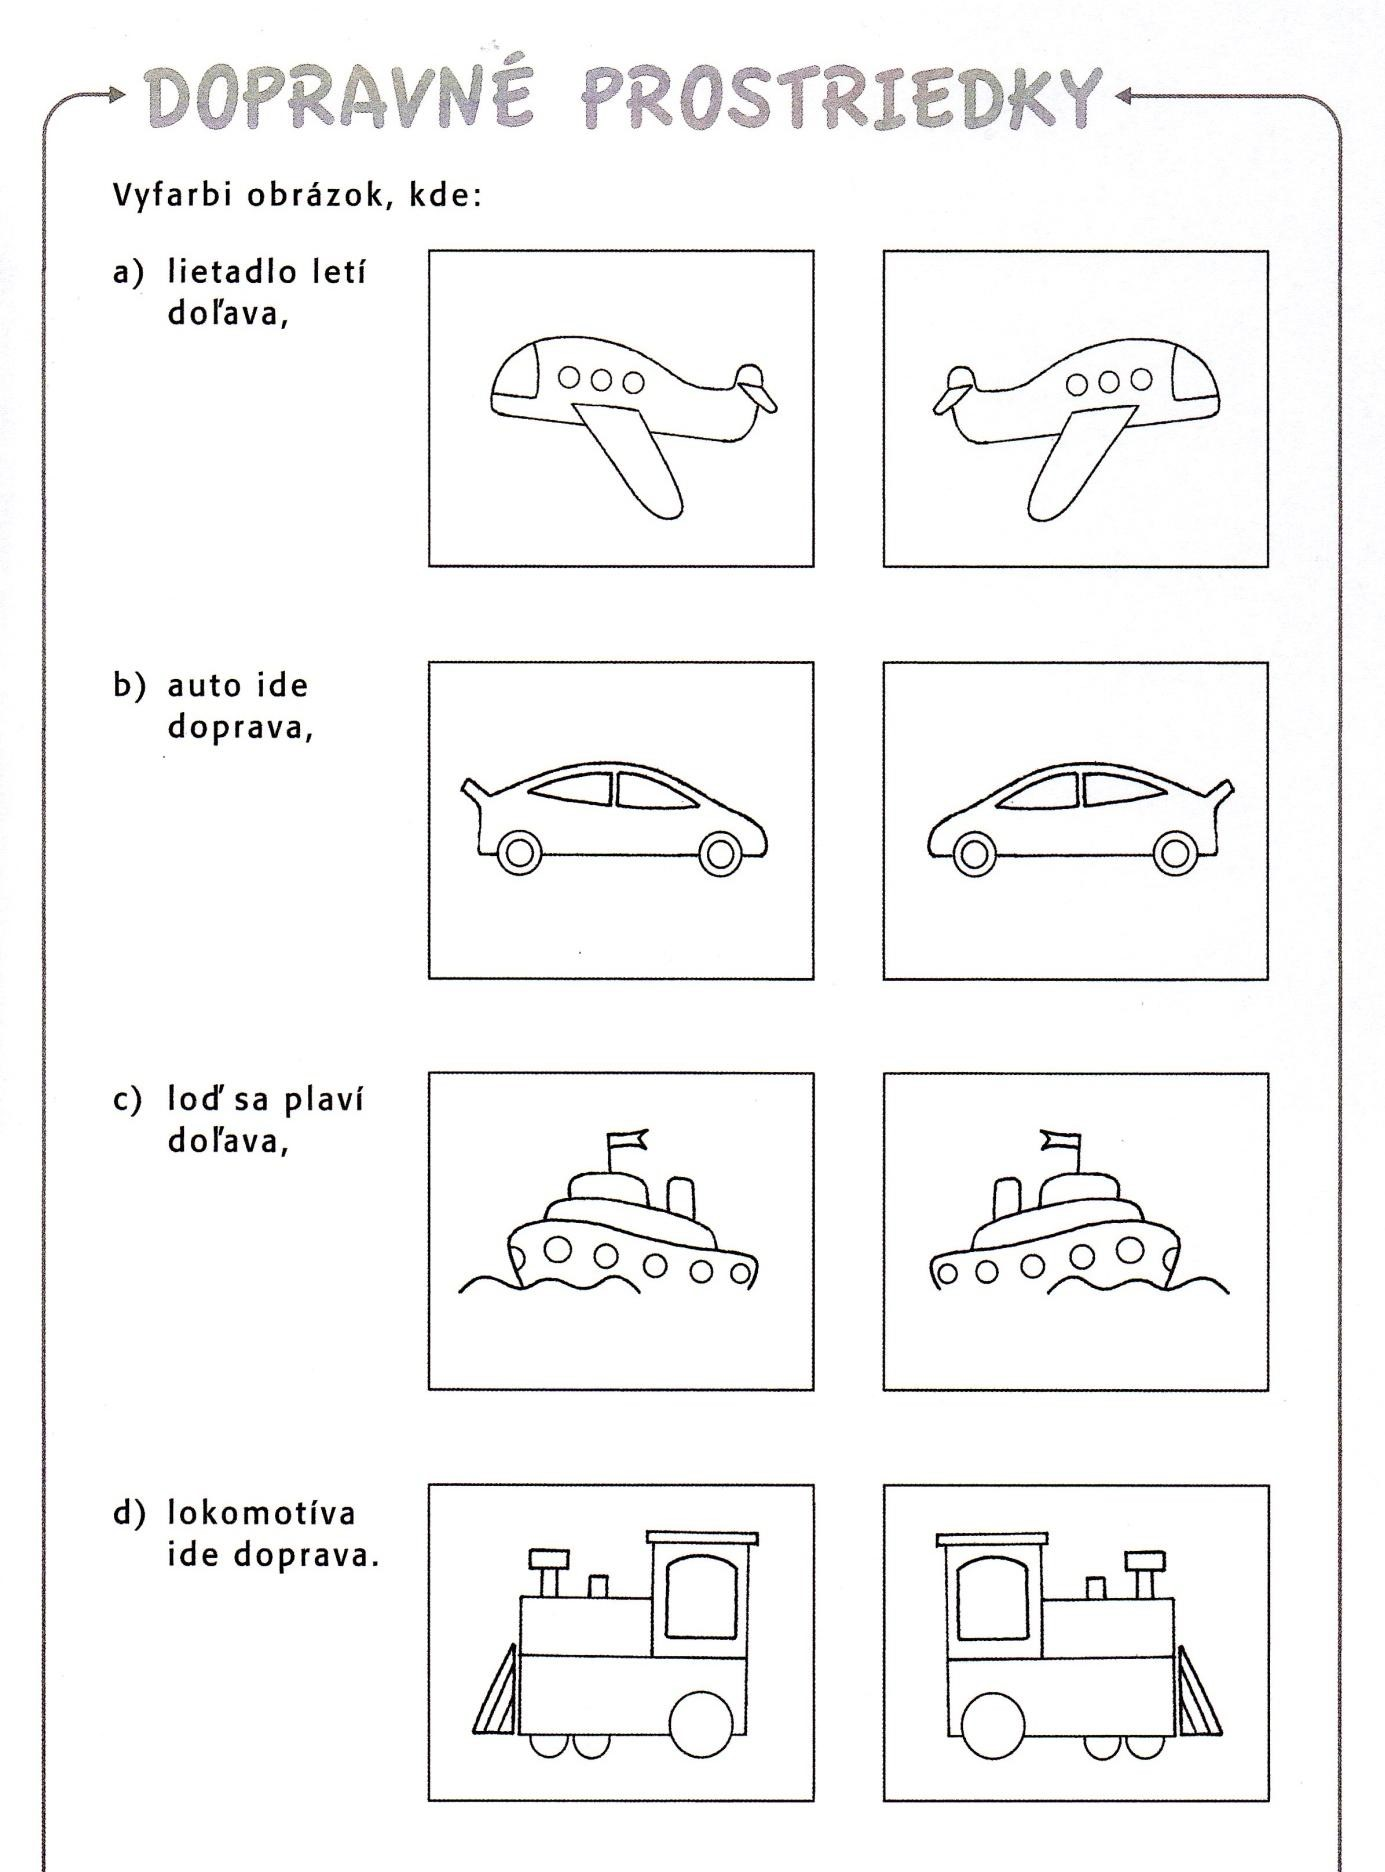 DOPRAVNÉ PROSTRIEDKY
Vyfarbi obrázok, kde:
a) lietadlo letí
doľava,
b) auto ide
doprava,
c) loď sa plaví
doľava,
d) lokomotíva
ide doprava.